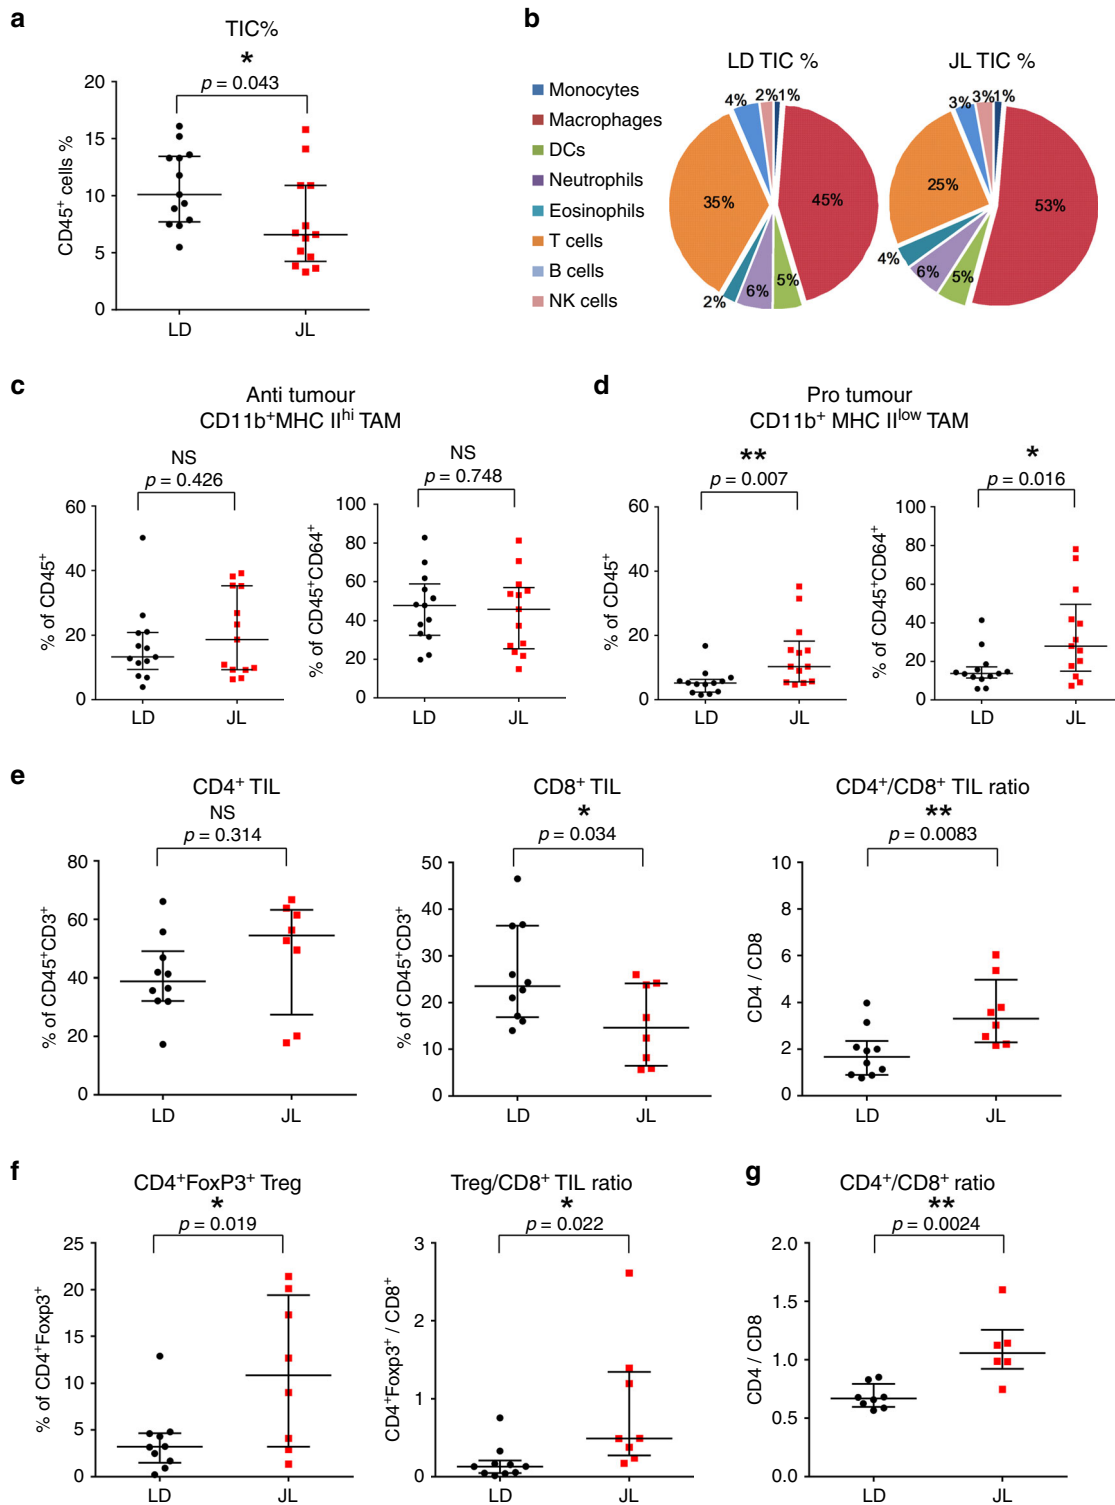 a
TIC%
*
p = 0.043
CD45+ cells %
20
15
10
5
0
LD
JL
b
Monocytes
Macrophages
DCs
Neutrophils
Eosinophils
T cells
B cells
NK cells
LD TIC %
4%
2%
1%
35%
45%
2%
6%
5%
JL TIC %
3%
3%
1%
25%
53%
4%
6%
5%
c
Anti tumour
CD11b+MHC IIhi TAM
NS
p = 0.426
% of CD45+
60
40
20
0
LD
JL
NS
p = 0.748
% of CD45+CD64+
100
80
60
40
20
0
LD
JL
d
Pro tumour
CD11b+ MHC IIlow TAM
**
p = 0.007
% of CD45+
60
40
20
0
LD
JL
*
p = 0.016
% of CD45+CD64+
100
80
60
40
20
0
LD
JL
e
CD4+ TIL
NS
p = 0.314
% of CD45+CD3+
80
60
40
20
0
LD
JL
CD8+ TIL
*
p = 0.034
% of CD45+CD3+
50
40
30
20
10
0
LD
JL
CD4+/CD8+ TIL ratio
**
p = 0.0083
CD4 / CD8
10
8
6
4
2
0
LD
JL
f
CD4+FoxP3+ Treg
*
p = 0.019
% of CD4+Foxp3+
25
20
15
10
5
0
LD
JL
Treg/CD8+ TIL ratio
*
p = 0.022
CD4+Foxp3+ / CD8+
3
2
1
0
LD
JL
g
CD4+/CD8+ ratio
**
p = 0.0024
CD4 / CD8
2.0
1.5
1.0
0.5
0.0
LD
JL